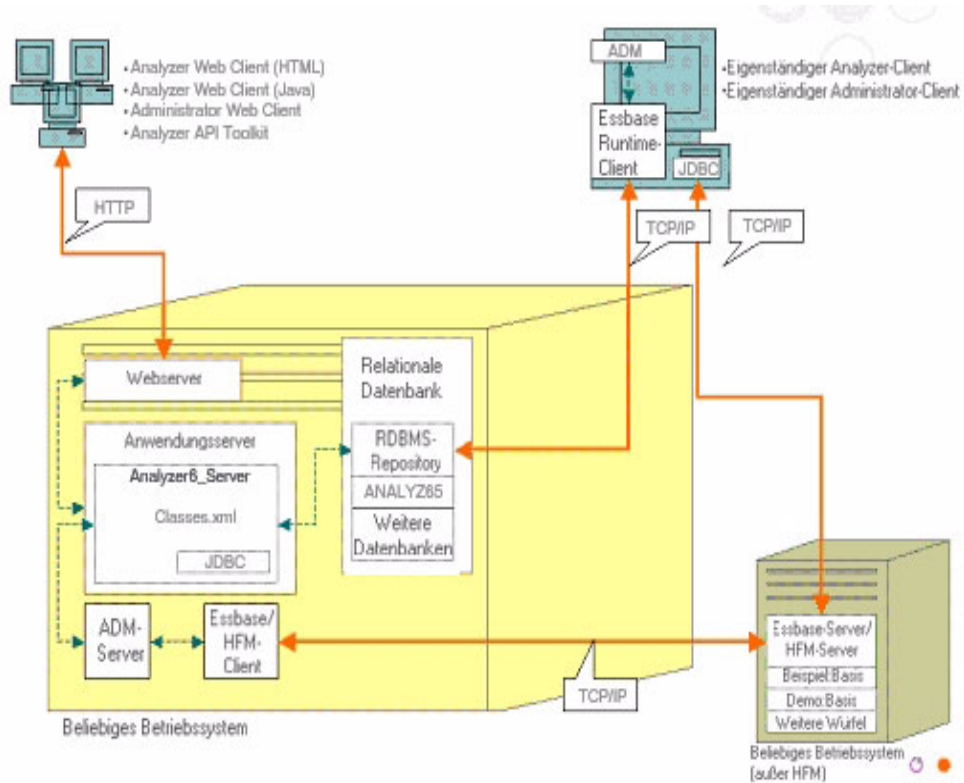 •Analyzer Web Client (HTML)
•Analyzer Web Client (Java)
•Administrator Web Client
•Analyzer API Toolkit
ADM
Essbase
Runtime-
Client
JDBC
•Eigenständiger Analyzer-Client
•Eigenständiger Administrator-Client
HTTP
TCP/IP
TCP/IP
Webserver
Relationale
Datenbank
Anwendungsserver
Analyzer6_Server
Classes.xml
JDBC
RDBMS-
Repository
ANALYZ65
Weitere
Datenbanken
ADM-
Server
Essbase/
HFM-
Client
TCP/IP
Essbase-Server/
HFM-Server
Beispiel:Basis
Demo:Basis
Weitere Würfel
Beliebiges Betriebssystem
Beliebiges Betriebssystem
(außer HFM)